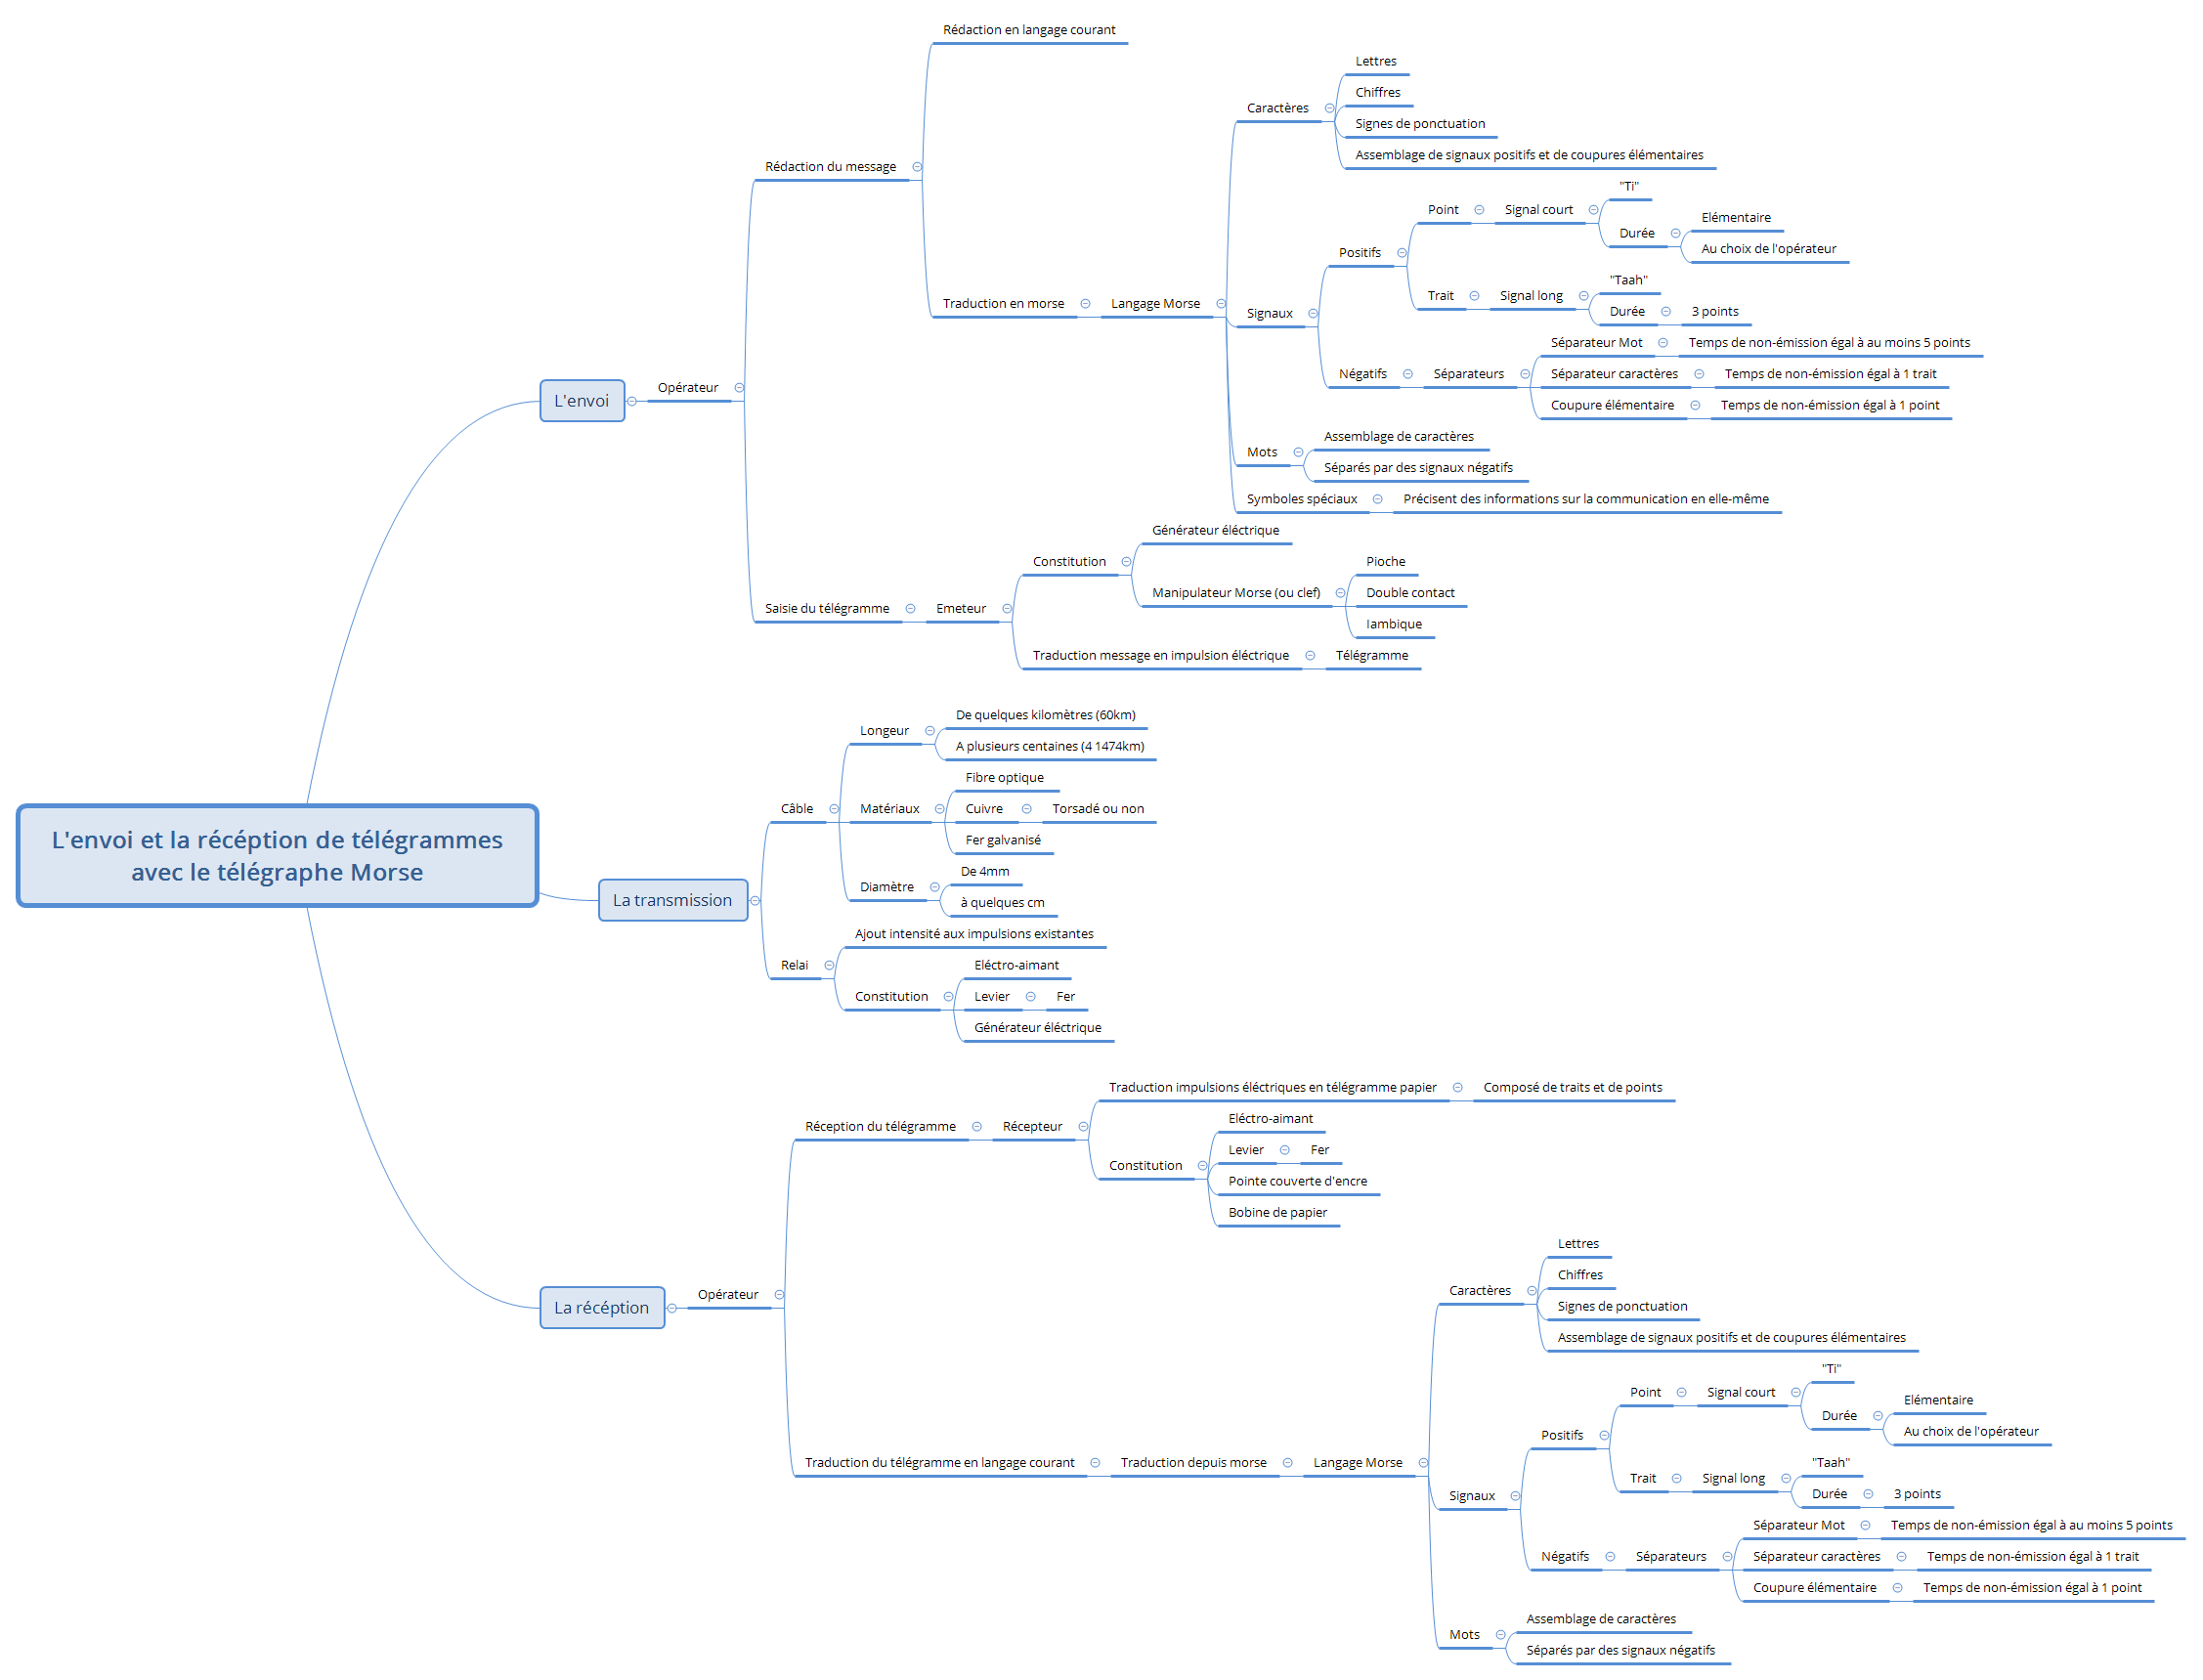 L'envoi et la récéption de télégrammes
avec le télégraphe Morse
L'envoi
Opérateur
Rédaction du message
Rédaction en langage courant
Traduction en morse
Langage Morse
Caractères
Lettres
Chiffres
Signes de ponctuation
Assemblage de signaux positifs et de coupures élémentaires
Signaux
Positifs
Point
Signal court
"Ti"
Durée
Elémentaire
Au choix de l'opérateur
Trait
Signal long
"Taah"
Durée
3 points
Négatifs
Séparateurs
Séparateur Mot
Temps de non-émission égal à au moins 5 points
Séparateur caractères
Temps de non-émission égal à 1 trait
Coupure élémentaire
Temps de non-émission égal à 1 point
Mots
Assemblage de caractères
Séparés par des signaux négatifs
Symboles spéciaux
Précisent des informations sur la communication en elle-même
Saisie du télégramme
Emeteur
Constitution
Générateur éléctrique
Manipulateur Morse (ou clef)
Pioche
Double contact
Iambique
Traduction message en impulsion éléctrique
Télégramme
La transmission
Câble
Longeur
De quelques kilomètres (60km)
A plusieurs centaines (4 1474km)
Matériaux
Fibre optique
Cuivre
Torsadé ou non
Fer galvanisé
Diamètre
De 4mm
à quelques cm
Relai
Ajout intensité aux impulsions existantes
Constitution
Eléctro-aimant
Levier
Fer
Générateur éléctrique
La récéption
Opérateur
Réception du télégramme
Récepteur
Traduction impulsions éléctriques en télégramme papier
Composé de traits et de points
Constitution
Eléctro-aimant
Levier
Fer
Pointe couverte d'encre
Bobine de papier
Traduction du télégramme en langage courant
Traduction depuis morse
Langage Morse
Caractères
Lettres
Chiffres
Signes de ponctuation
Assemblage de signaux positifs et de coupures élémentaires
Signaux
Positifs
Point
Signal court
"Ti"
Durée
Elémentaire
Au choix de l'opérateur
Trait
Signal long
"Taah"
Durée
3 points
Négatifs
Séparateurs
Séparateur Mot
Temps de non-émission égal à au moins 5 points
Séparateur caractères
Temps de non-émission égal à 1 trait
Coupure élémentaire
Temps de non-émission égal à 1 point
Mots
Assemblage de caractères
Séparés par des signaux négatifs